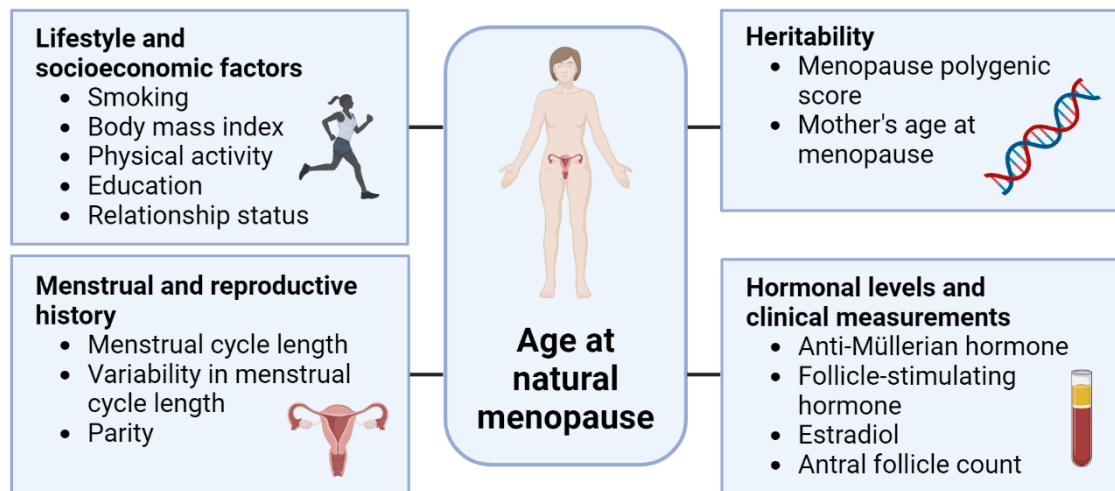 Lifestyle and
socioeconomic factors
• Smoking
• Body mass index
• Physical activity
• Education
• Relationship status
Menstrual and reproductive
history
• Menstrual cycle length
• Variability in menstrual
cycle length
• Parity
Age at
natural
menopause
Heritability
• Menopause polygenic
score
• Mother's age at
menopause
Hormonal levels and
clinical measurements
• Anti-Müllerian hormone
• Follicle-stimulating
hormone
• Estradiol
• Antral follicle count